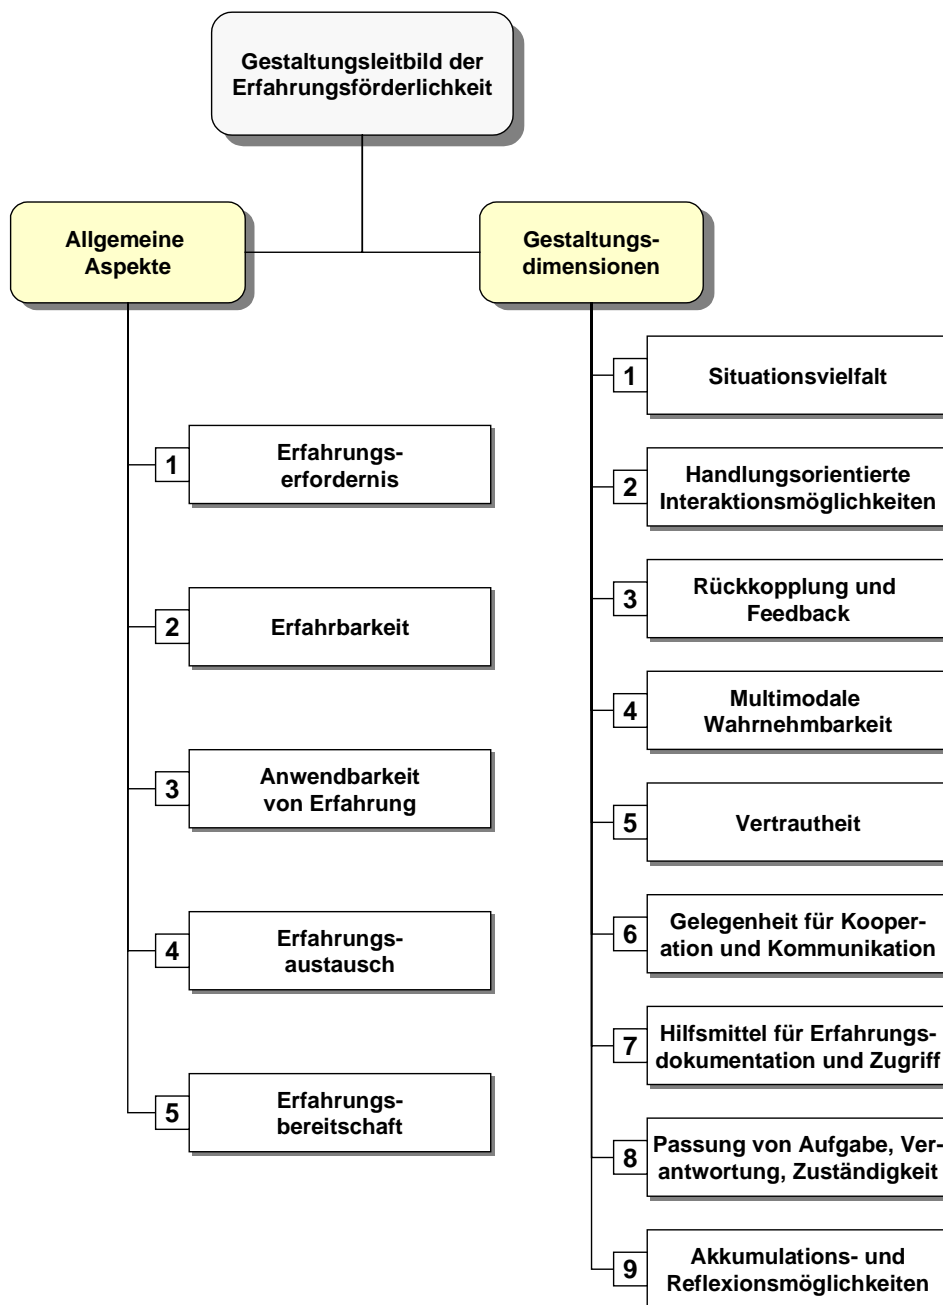 Gestaltungsleitbild der
Erfahrungsförderlichkeit
Allgemeine
Aspekte
1
Erfahrungs-
erfordernis
2
Erfahrbarkeit
3
Anwendbarkeit
von Erfahrung
4
Erfahrungs-
austausch
5
Erfahrungs-
bereitschaft
Gestaltungs-
dimensionen
1
Situationsvielfalt
2
Handlungsorientierte
Interaktionsmöglichkeiten
3
Rückkopplung und
Feedback
4
Multimodale
Wahrnehmbarkeit
5
Vertrautheit
6
Gelegenheit für Kooper-
ation und Kommunikation
7
Hilfsmittel für Erfahrungs-
dokumentation und Zugriff
8
Passung von Aufgabe, Ver-
antwortung, Zuständigkeit
9
Akkumulations- und
Reflexionsmöglichkeiten